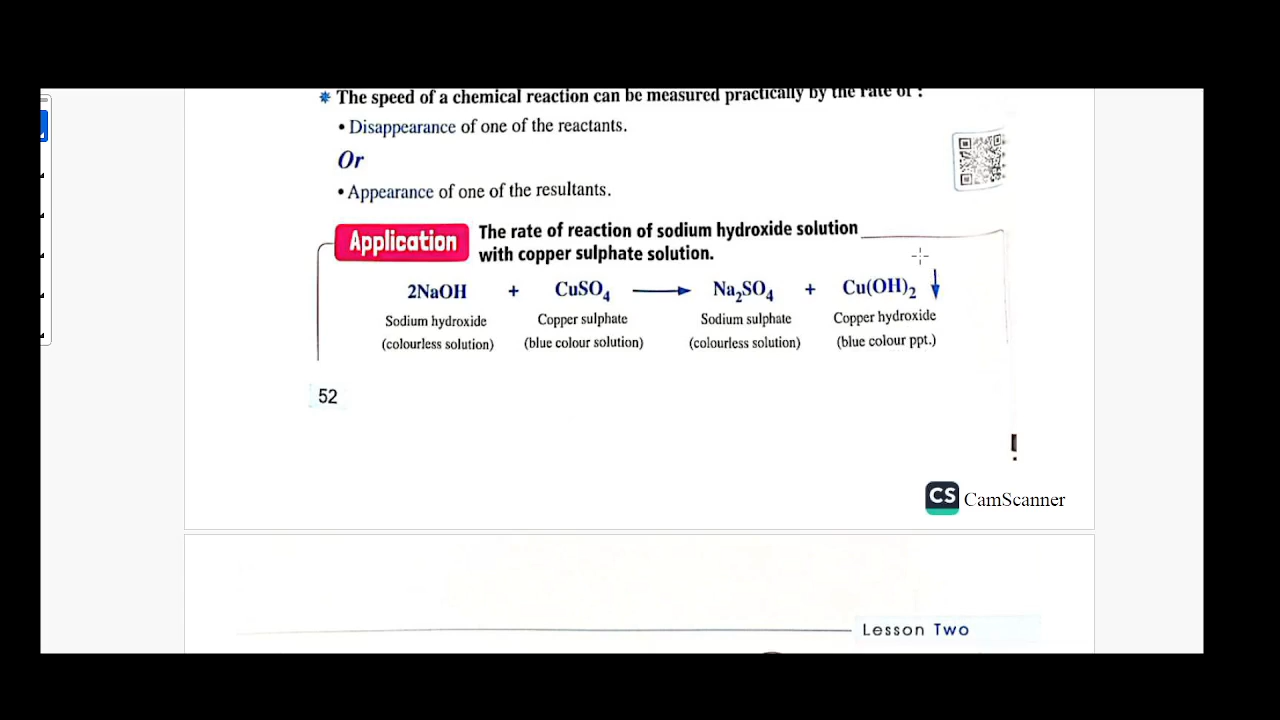 * The speed of a chemical reaction can be measured practically by the rate of :
• Disappearance of one of the reactants.
Or
• Appearance of one of the resultants.
Application
The rate of reaction of sodium hydroxide solution
with copper sulphate solution.
2NaOH + CuSO₄ → Na₂SO₄ + Cu(OH)₂ ↓
Sodium hydroxide Copper sulphate Sodium sulphate Copper hydroxide
(colourless solution) (blue colour solution) (colourless solution) (blue colour ppt.)
52
!
CS CamScanner
Lesson Two